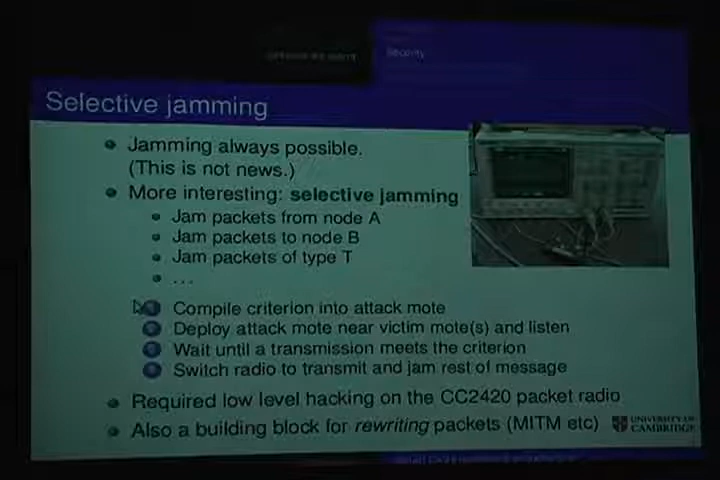 Security
Selective jamming
Jamming always possible.
(This is not news.)
More interesting: selective jamming
Jam packets from node A
Jam packets to node B
Jam packets of type T
...
Compile criterion into attack mote
Deploy attack mote near victim mote(s) and listen
Wait until a transmission meets the criterion
Switch radio to transmit and jam rest of message
Required low level hacking on the CC2420 packet radio
Also a building block for rewriting packets (MITM etc)
UNIVERSITY OF
CAMBRIDGE